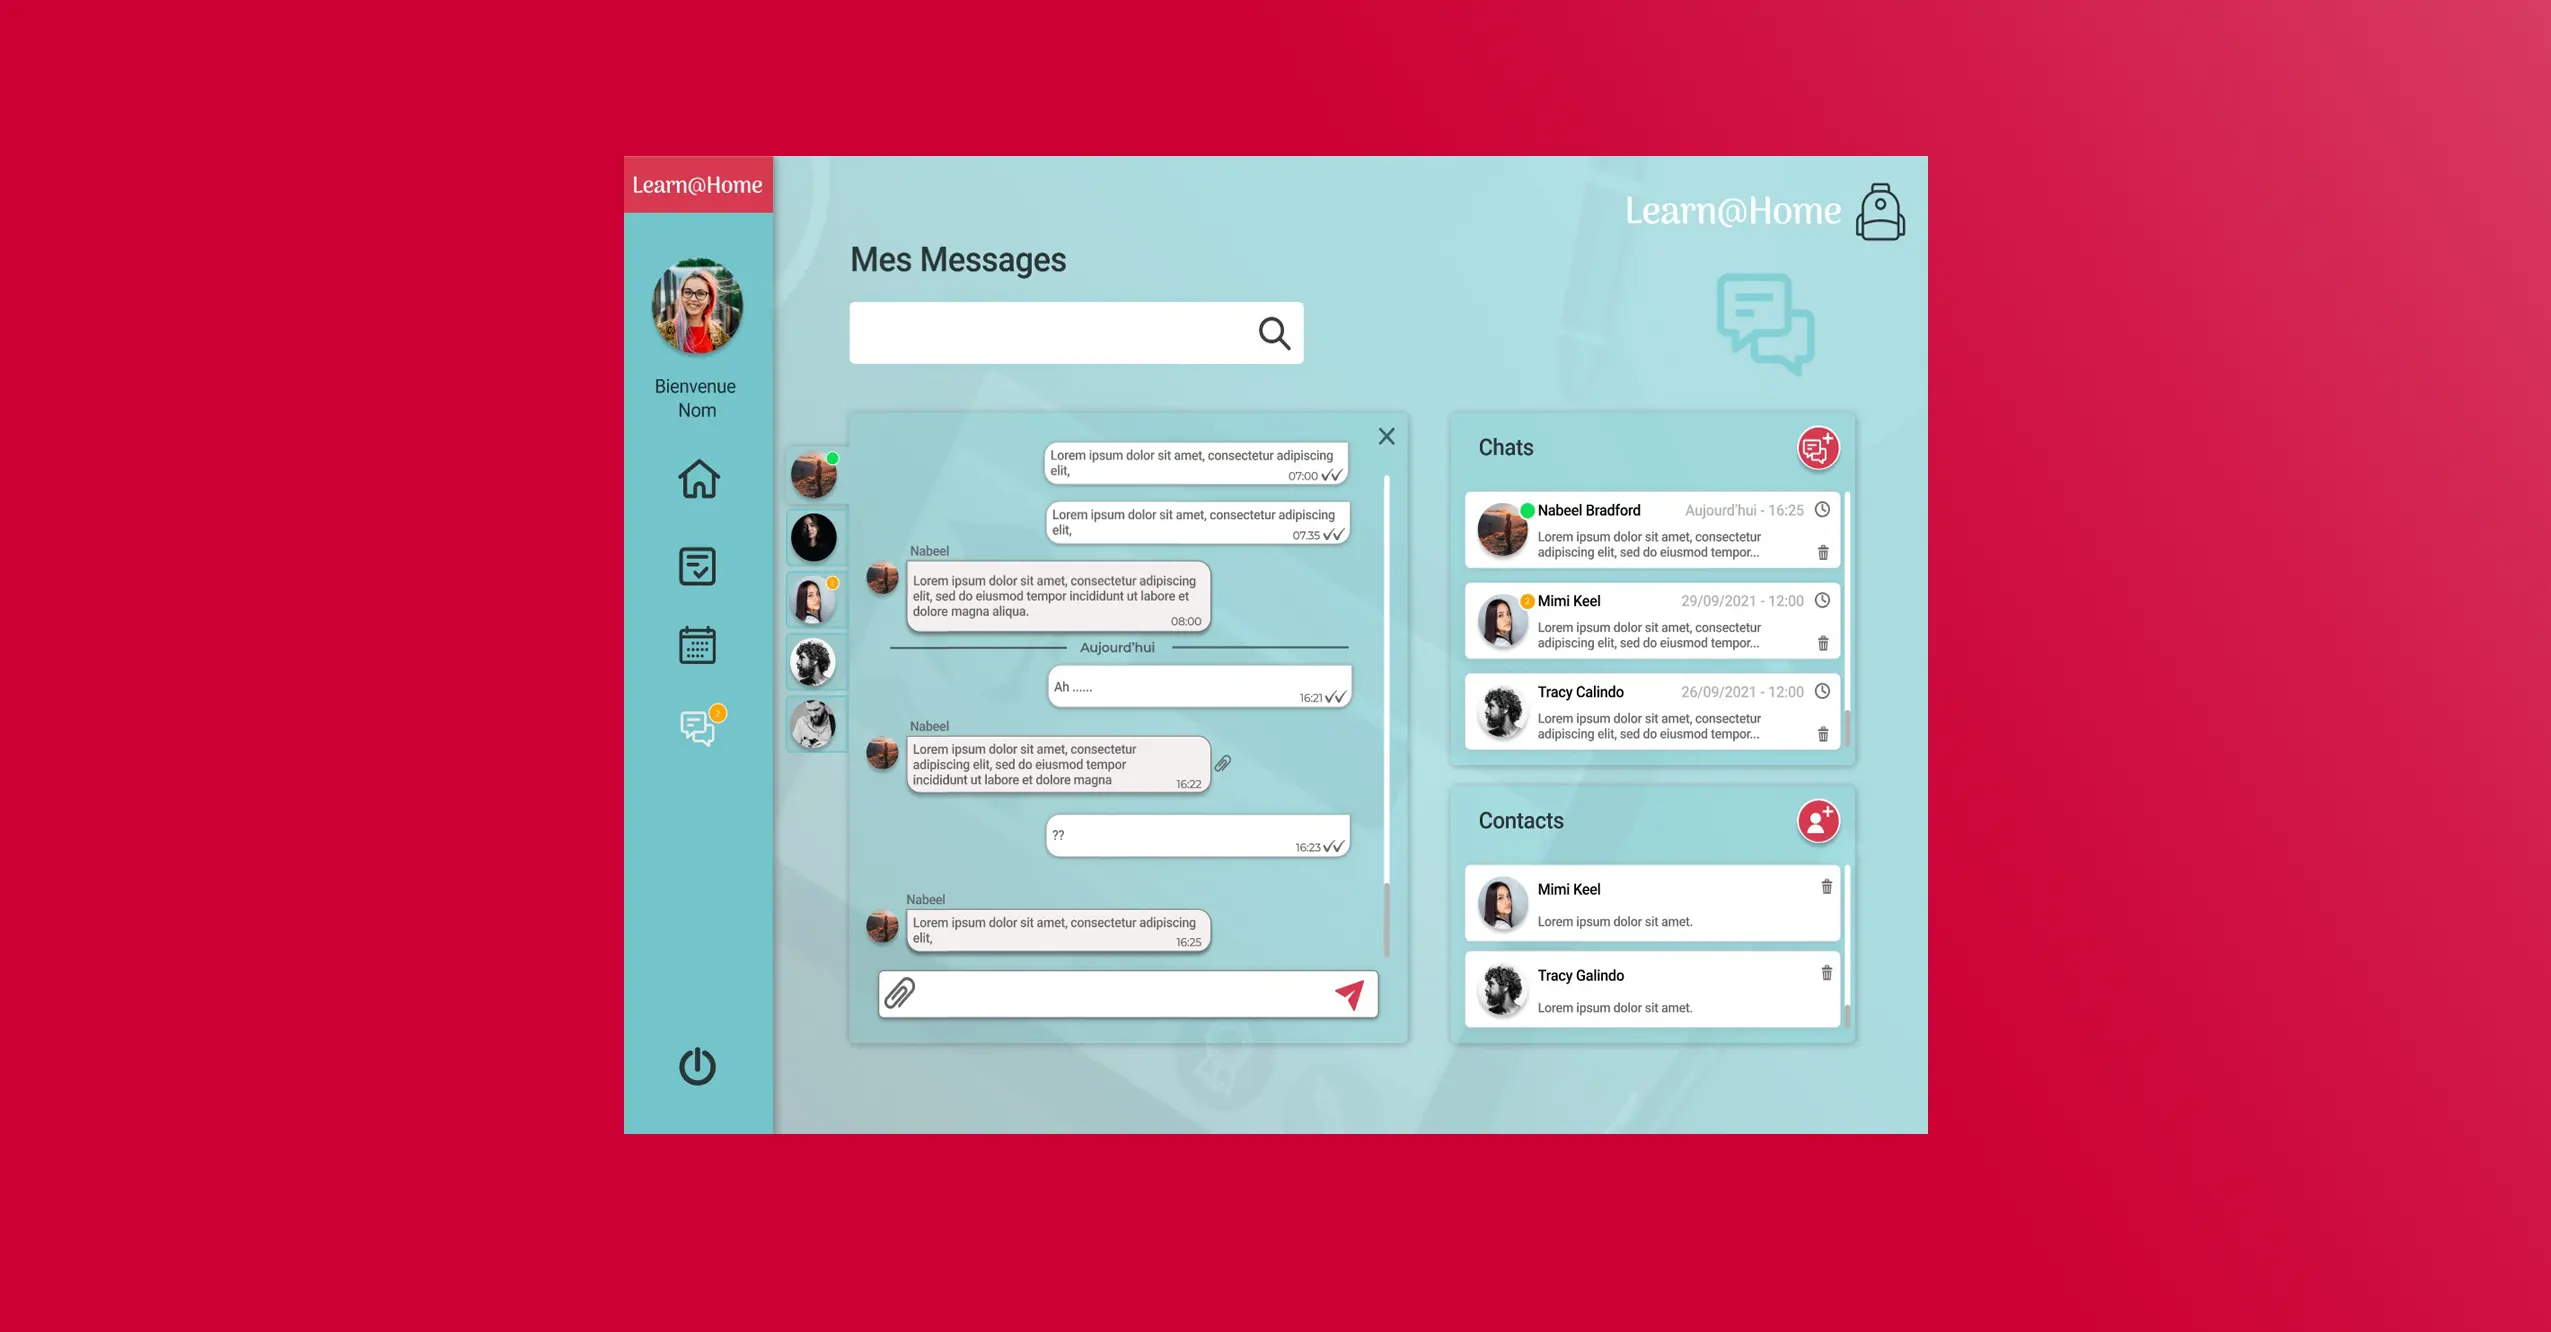 Learn@Home
Bienvenue
Nom
2
Learn@Home
Mes Messages
Lorem ipsum dolor sit amet, consectetur adipiscing
elit,
07:00
Lorem ipsum dolor sit amet, consectetur adipiscing
elit,
07.35
Nabeel
Lorem ipsum dolor sit amet, consectetur adipiscing
elit, sed do eiusmod tempor incididunt ut labore et
dolore magna aliqua.
08:00
Aujourd'hui
Ah ......
16:21
Nabeel
Lorem ipsum dolor sit amet, consectetur
adipiscing elit, sed do eiusmod tempor
incididunt ut labore et dolore magna
16:22
??
16:23
Nabeel
Lorem ipsum dolor sit amet, consectetur adipiscing
elit,
16:25
Chats
Nabeel Bradford Aujourd'hui - 16:25
Lorem ipsum dolor sit amet, consectetur
adipiscing elit, sed do eiusmod tempor...
2 Mimi Keel 29/09/2021 - 12:00
Lorem ipsum dolor sit amet, consectetur
adipiscing elit, sed do eiusmod tempor...
Tracy Calindo 26/09/2021 - 12:00
Lorem ipsum dolor sit amet, consectetur
adipiscing elit, sed do eiusmod tempor...
Contacts
Mimi Keel
Lorem ipsum dolor sit amet.
Tracy Galindo
Lorem ipsum dolor sit amet.